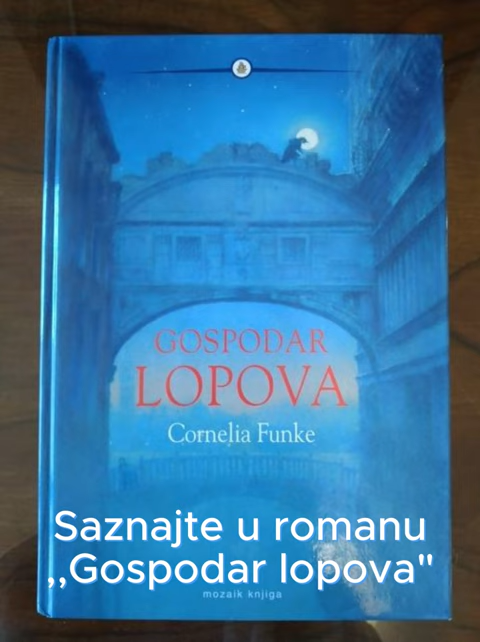 GOSPODAR
LOPOVA
Cornelia Funke
Saznajte u romanu
,,Gospodar lopova"
mozaik knjiga